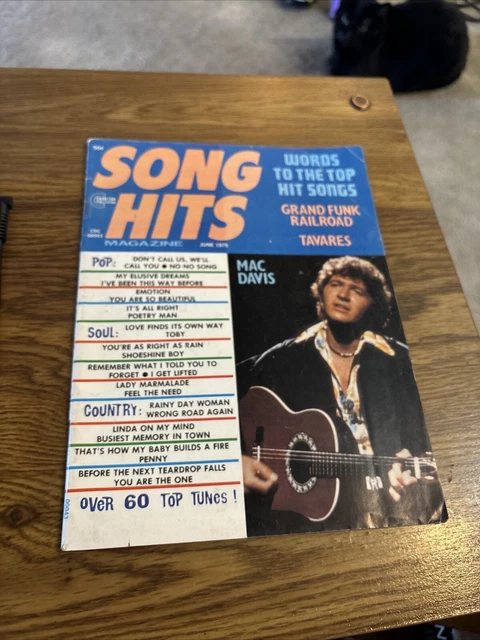 50¢
SONG
HITS
MAGAZINE JUNE 1975
CDC
WORDS
TO THE TOP
HIT SONGS
GRAND FUNK
RAILROAD
TAVARES
MAC
DAVIS
POP: DON'T CALL US, WE'LL
CALL YOU ● NO NO SONG
MY ELUSIVE DREAMS
I'VE BEEN THIS WAY BEFORE
EMOTION
YOU ARE SO BEAUTIFUL
IT'S ALL RIGHT
POETRY MAN
SOUL: LOVE FINDS ITS OWN WAY
TOBY
YOU'RE AS RIGHT AS RAIN
SHOESHINE BOY
REMEMBER WHAT I TOLD YOU TO
FORGET ● I GET LIFTED
LADY MARMALADE
FEEL THE NEED
COUNTRY: RAINY DAY WOMAN
WRONG ROAD AGAIN
LINDA ON MY MIND
BUSIEST MEMORY IN TOWN
THAT'S HOW MY BABY BUILDS A FIRE
PENNY
BEFORE THE NEXT TEARDROP FALLS
YOU ARE THE ONE
OVER 60 TOP TUNES!